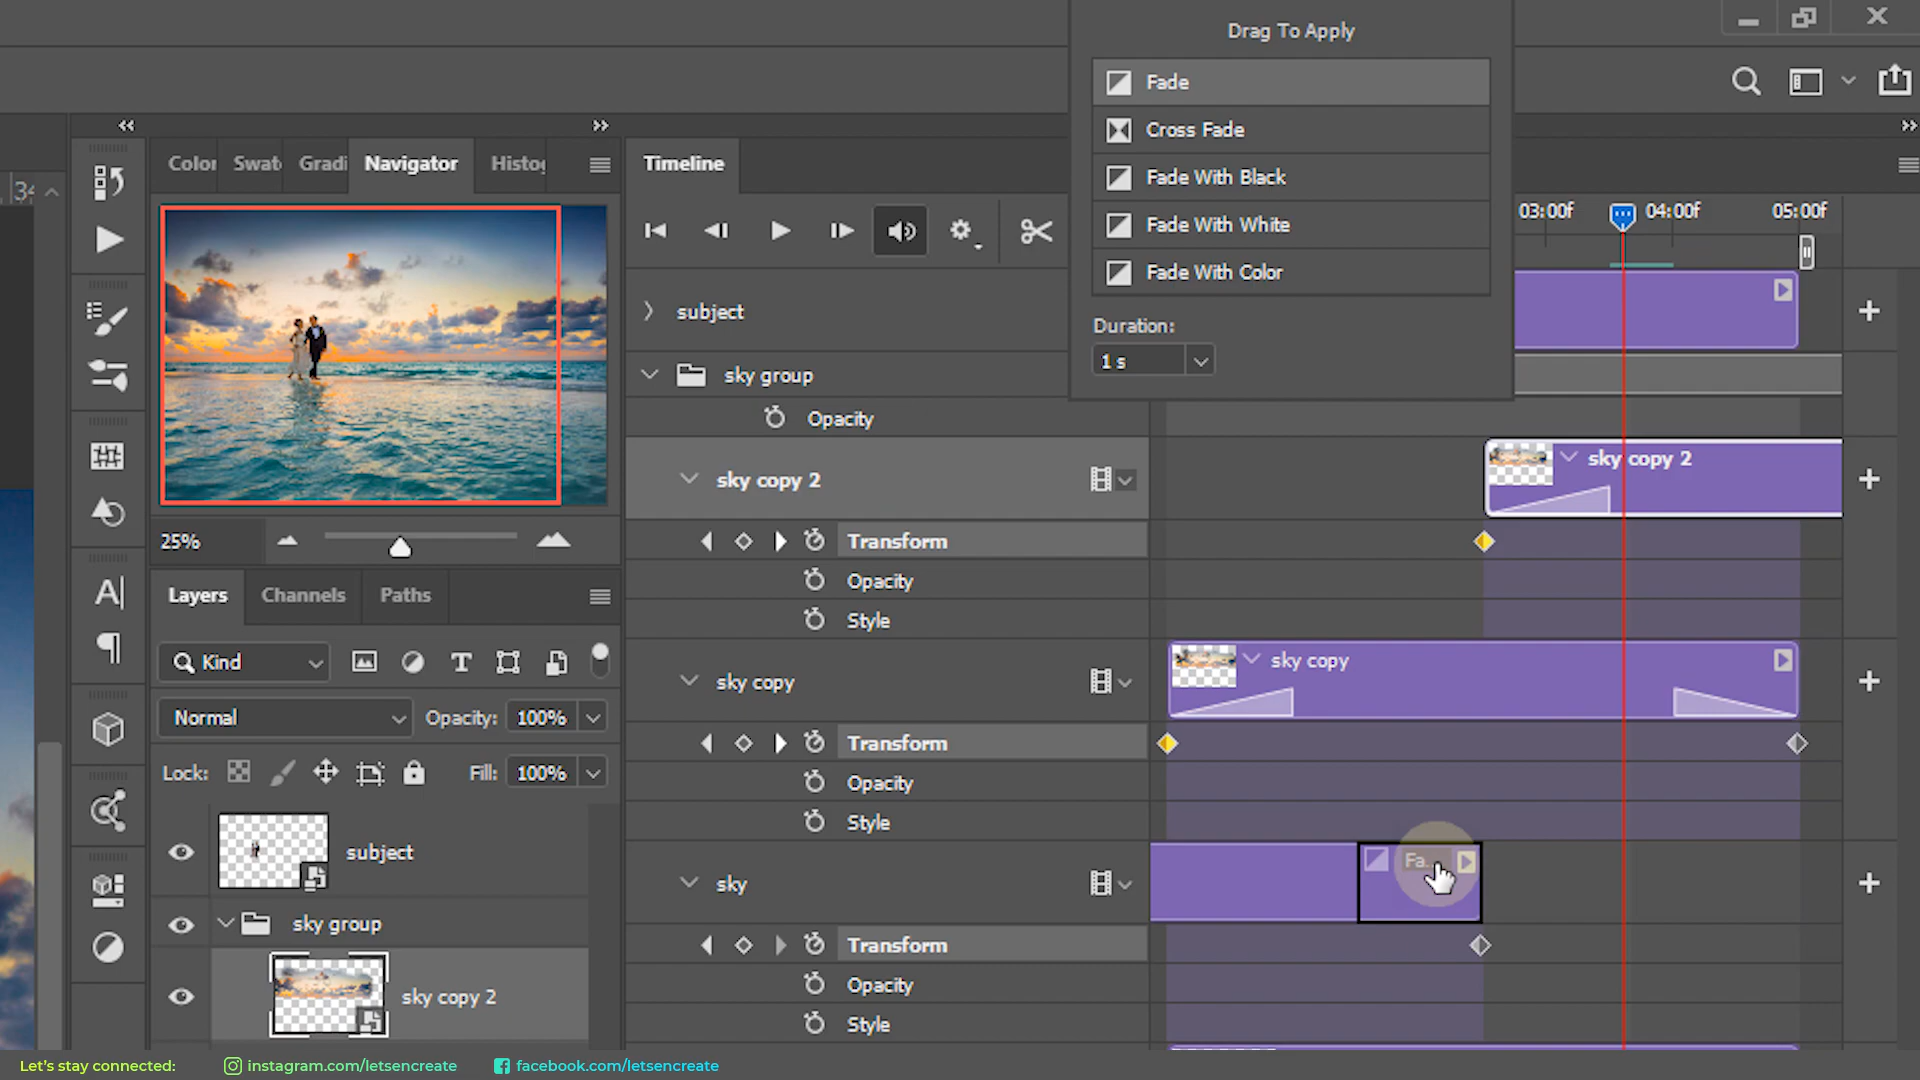 Drag To Apply
Fade
Cross Fade
Fade With Black
Fade With White
Fade With Color
Duration:
1 s
Color
Swat
Gradi
Navigator
Histog
Timeline
03:00f
04:00f
05:00f
subject
sky group
Opacity
sky copy 2
sky copy 2
Transform
Opacity
Style
sky copy
sky copy
Transform
Opacity
Style
sky
Fa...
Transform
Opacity
Style
25%
Layers
Channels
Paths
Kind
Normal
Opacity:
100%
Lock:
Fill:
100%
subject
sky group
sky copy 2
Let's stay connected:
instagram.com/letsencreate
facebook.com/letsencreate